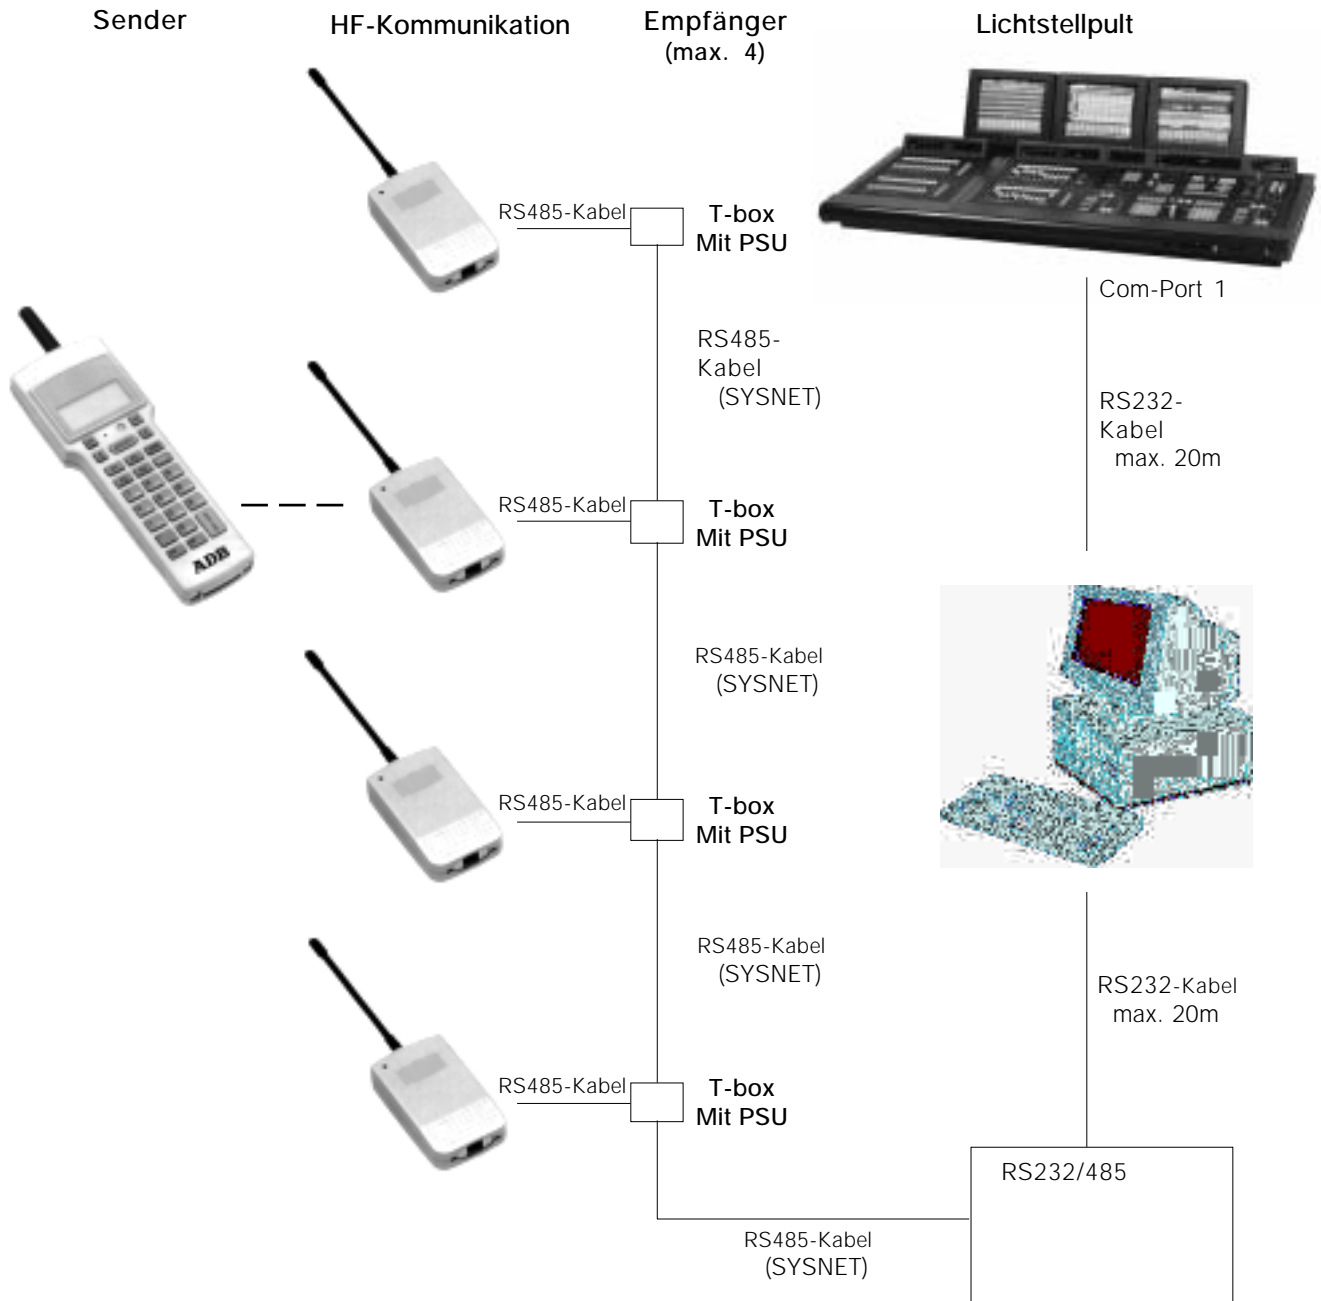 Sender
HF-Kommunikation
Empfänger
(max. 4)
Lichtstellpult
RS485-Kabel
T-box
Mit PSU
Com-Port 1
RS485-
Kabel
(SYSNET)
RS232-
Kabel
max. 20m
RS485-Kabel
T-box
Mit PSU
ADB
RS485-Kabel
(SYSNET)
RS485-Kabel
T-box
Mit PSU
RS485-Kabel
(SYSNET)
RS232-Kabel
max. 20m
RS485-Kabel
T-box
Mit PSU
RS232/485
RS485-Kabel
(SYSNET)